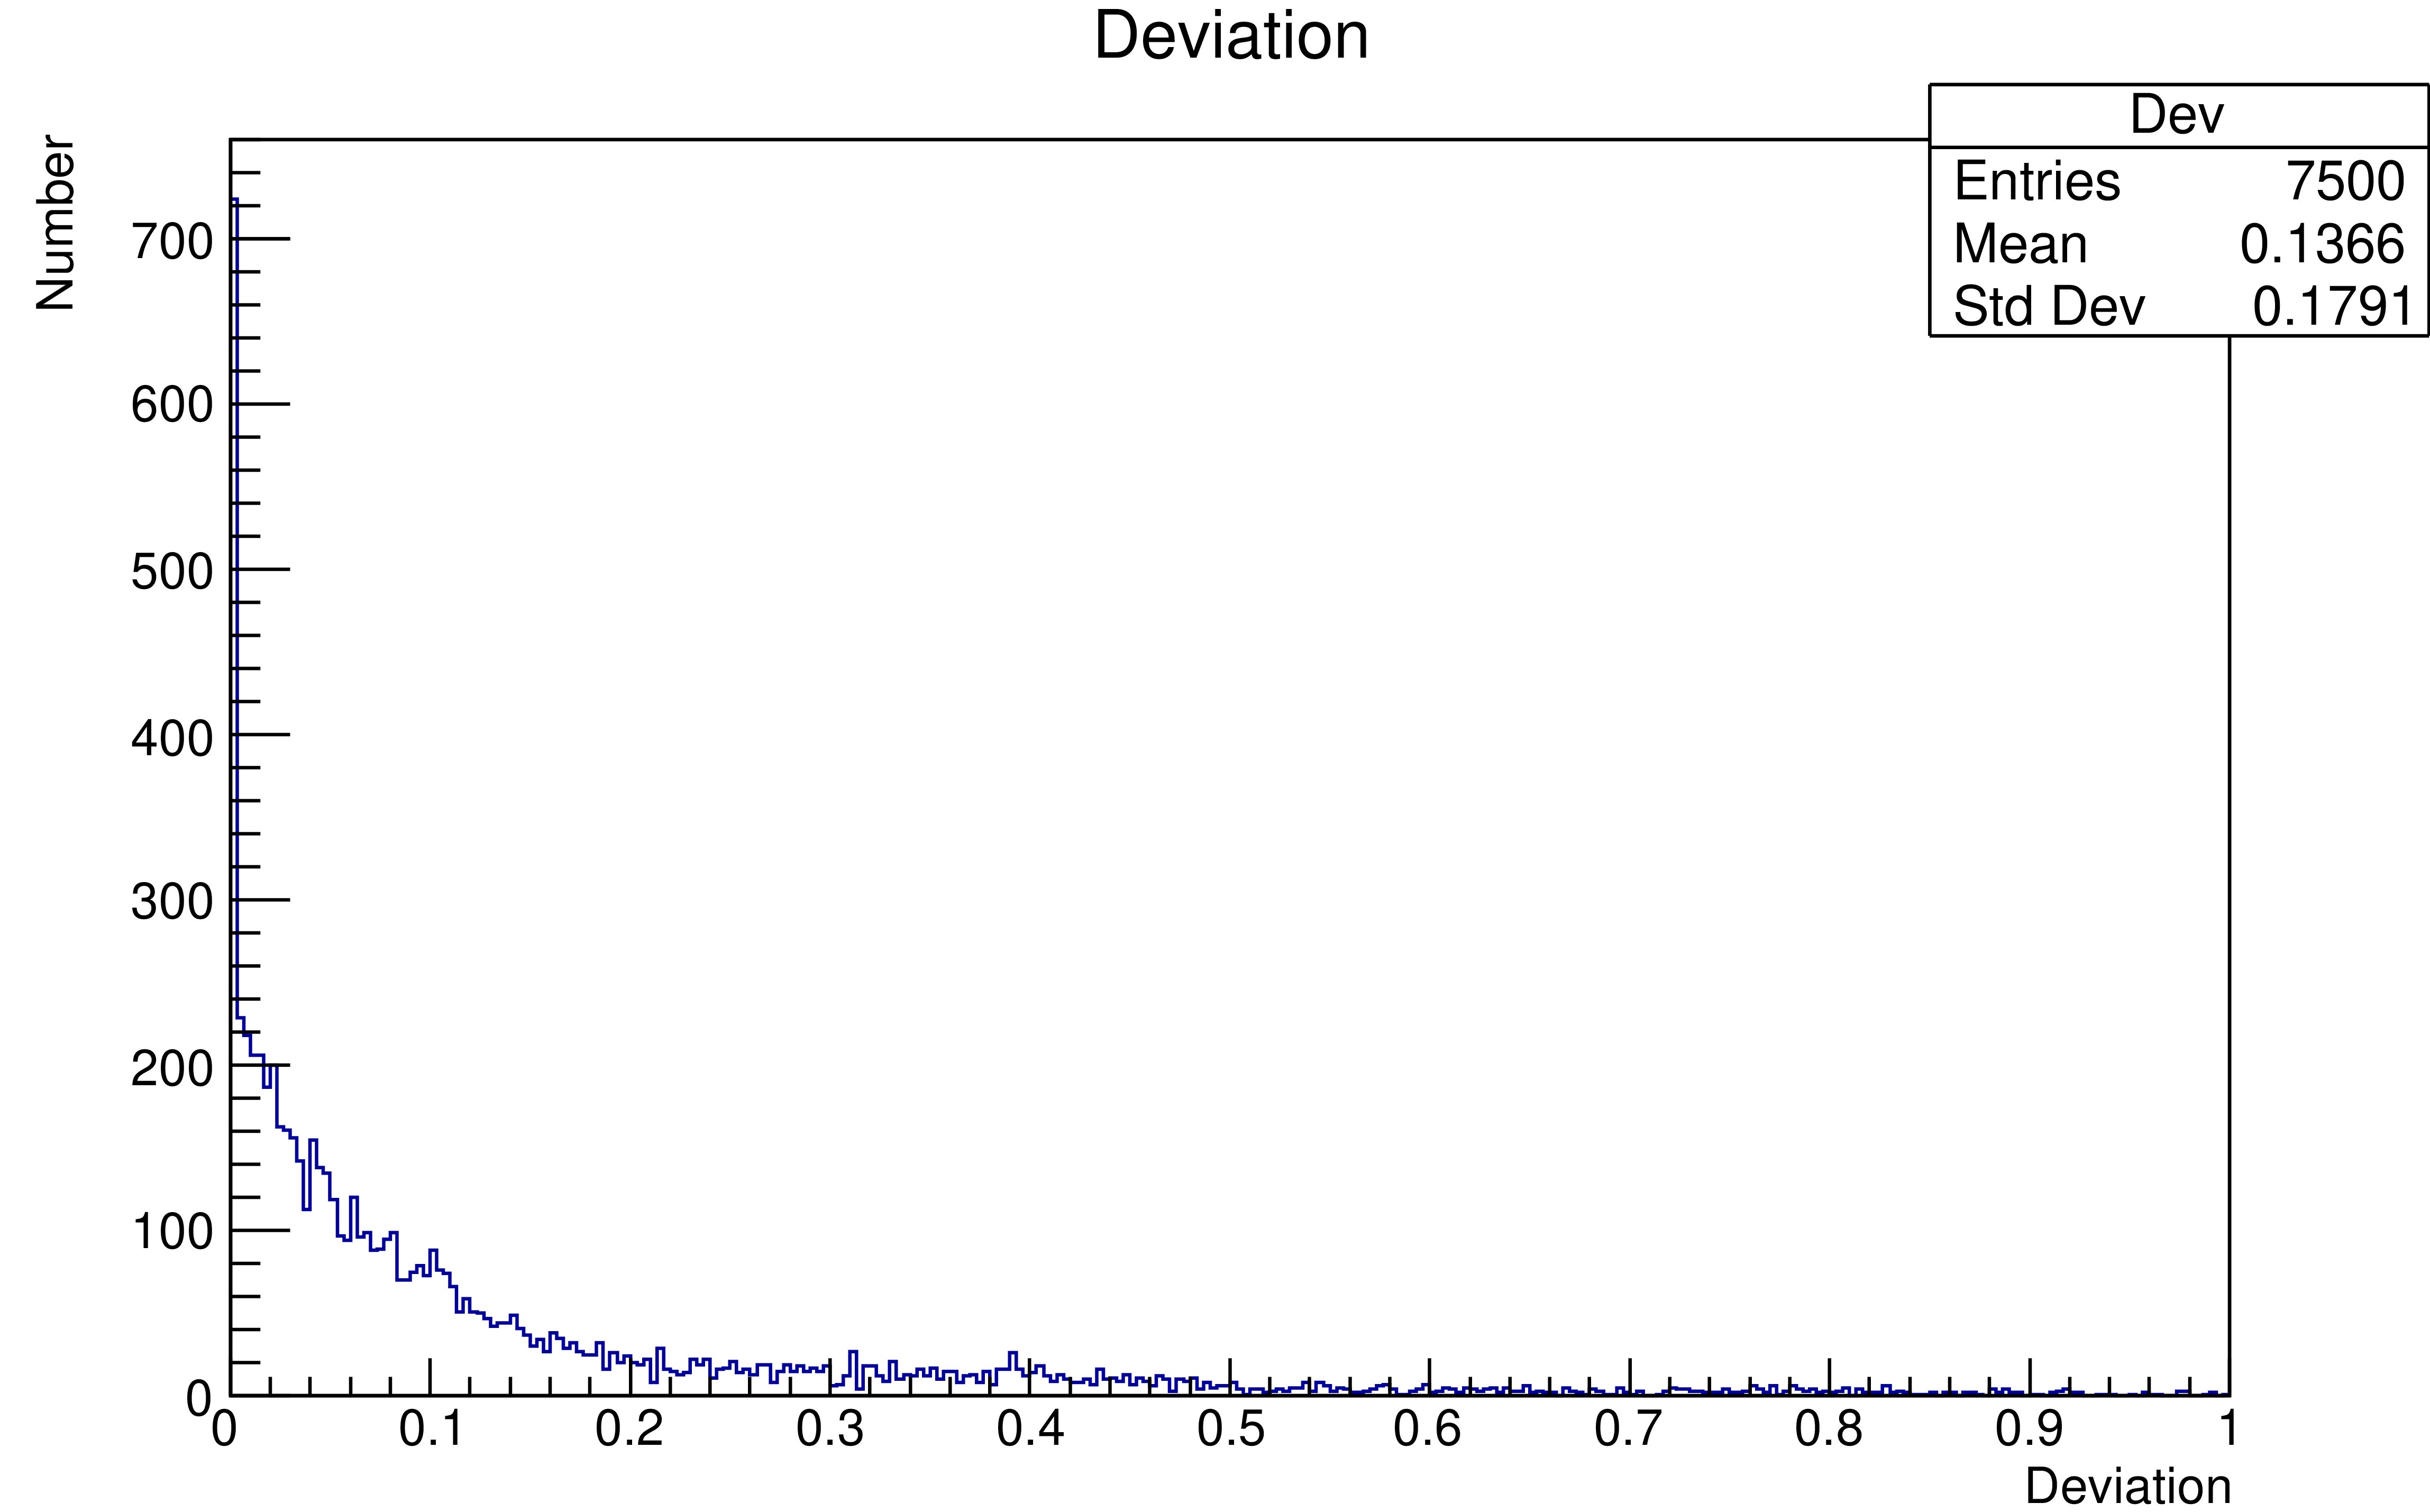 Deviation
Number
Dev
Entries 7500
Mean 0.1366
Std Dev 0.1791
700
600
500
400
300
200
100
0
0 0.1 0.2 0.3 0.4 0.5 0.6 0.7 0.8 0.9 1
Deviation